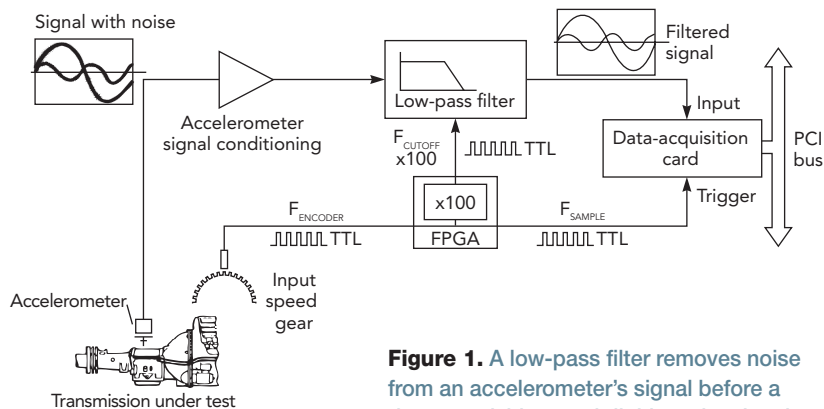 Signal with noise
Filtered
signal
Low-pass filter
Input
Accelerometer
signal conditioning
F CUTOFF
x100
TTL
Data-acquisition
card
PCI
bus
x100
Trigger
F ENCODER
F SAMPLE
TTL
FPGA
TTL
Input
speed
gear
Accelerometer
Transmission under test
Figure 1. A low-pass filter removes noise
from an accelerometer's signal before a